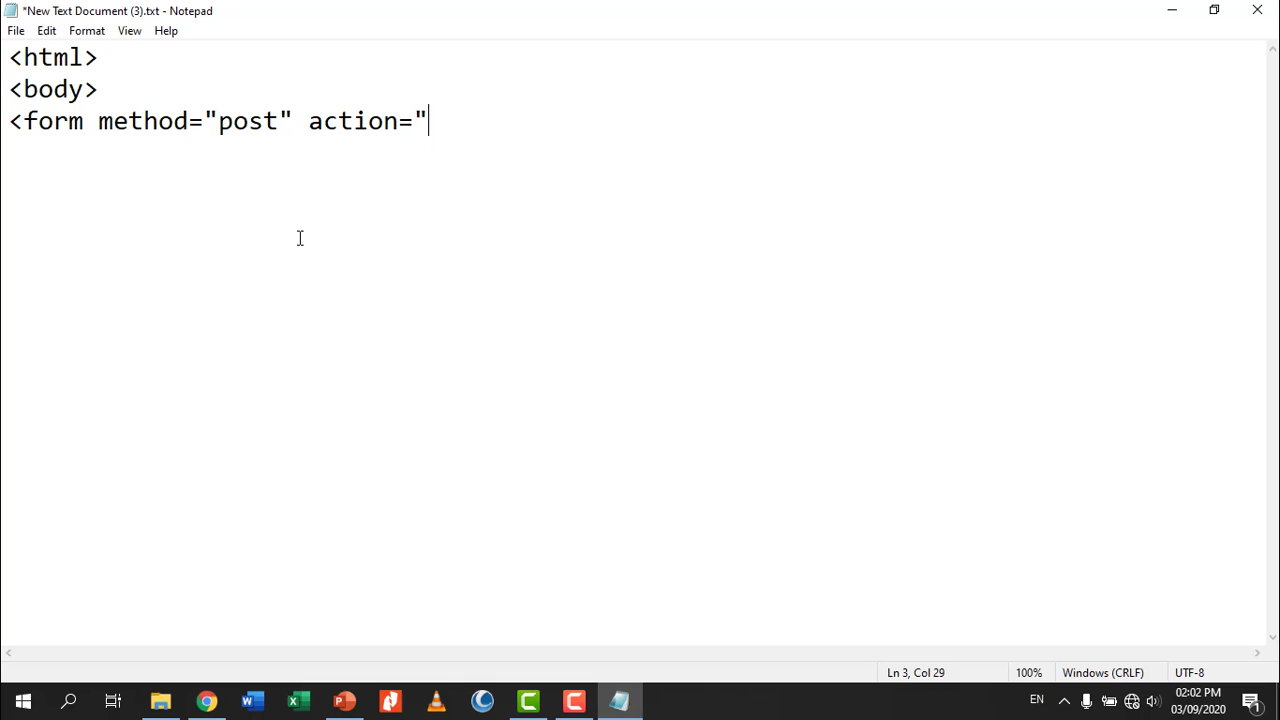 *New Text Document (3).txt - Notepad
File Edit Format View Help
<html>
<body>
<form method="post" action="
Ln 3, Col 29 100% Windows (CRLF) UTF-8
EN 02:02 PM
03/09/2020